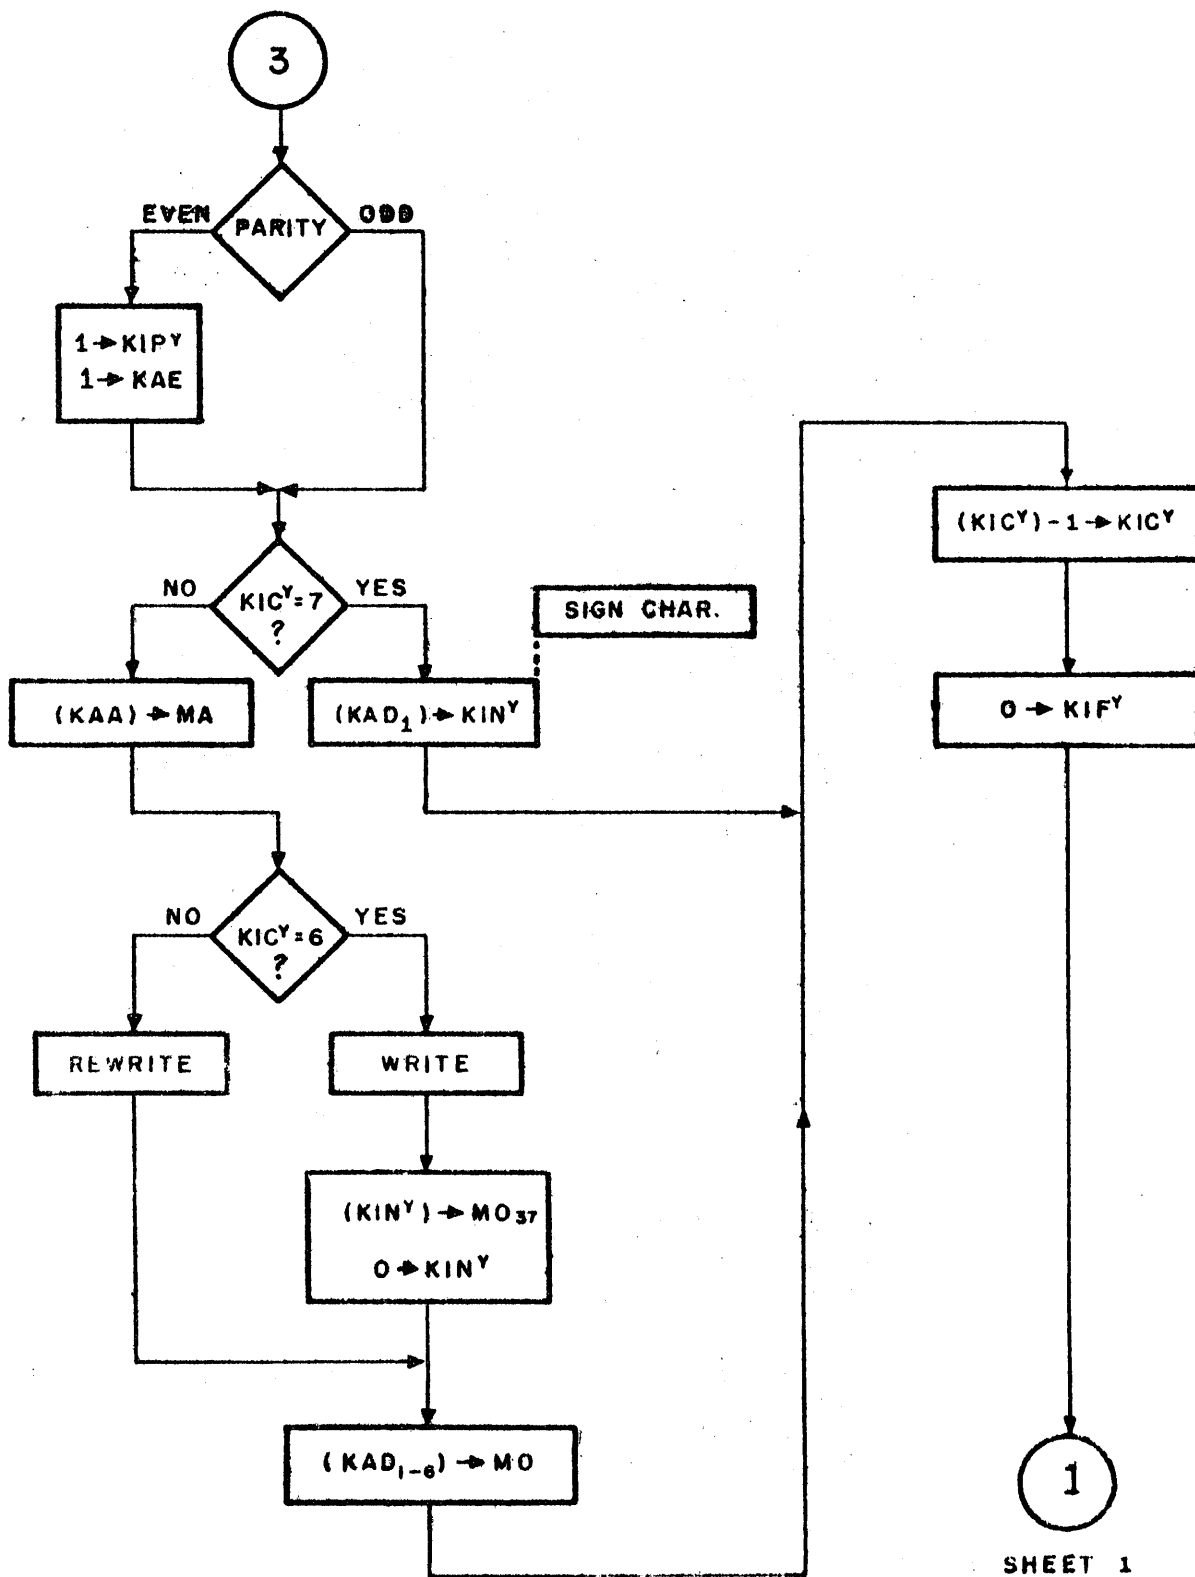 3
EVEN
PARITY
ODD
1→KIPʸ
1→KAE
(KICʸ)-1→KICʸ
NO
KICʸ=7
?
YES
SIGN CHAR.
(KAA)→MA
(KAD₁)→KINʸ
0→KIFʸ
NO
KICʸ=6
?
YES
REWRITE
WRITE
(KINʸ)→MO₃₇
0→KINʸ
(KAD₁₋₆)→MO
1
SHEET 1